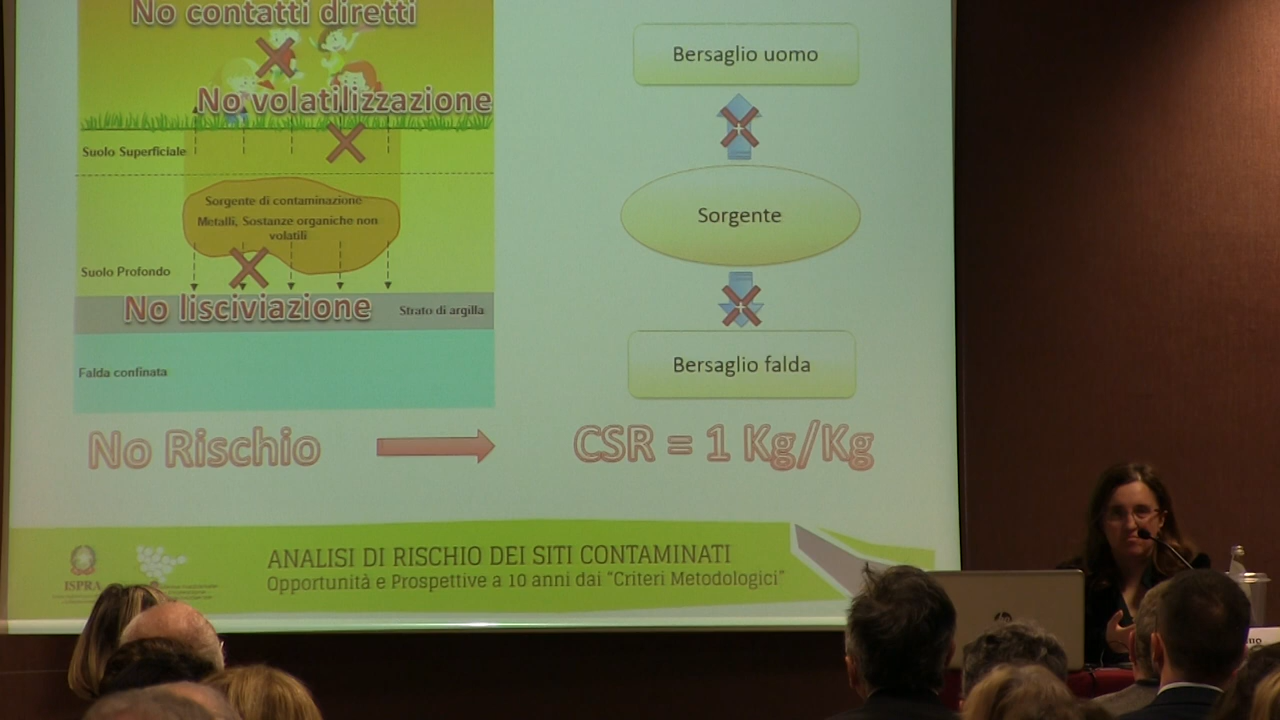 No contatti diretti
No volatilizzazione
Suolo Superficiale
Sorgente di contaminazione
Metalli, Sostanze organiche non
volatili
Suolo Profondo
No lisciviazione
Strato di argilla
Falda confinata
Bersaglio uomo
Sorgente
Bersaglio falda
No Rischio
CSR = 1 Kg/Kg
ISPRA
ANALISI DI RISCHIO DEI SITI CONTAMINATI
Opportunità e Prospettive a 10 anni dai "Criteri Metodologici"
hp